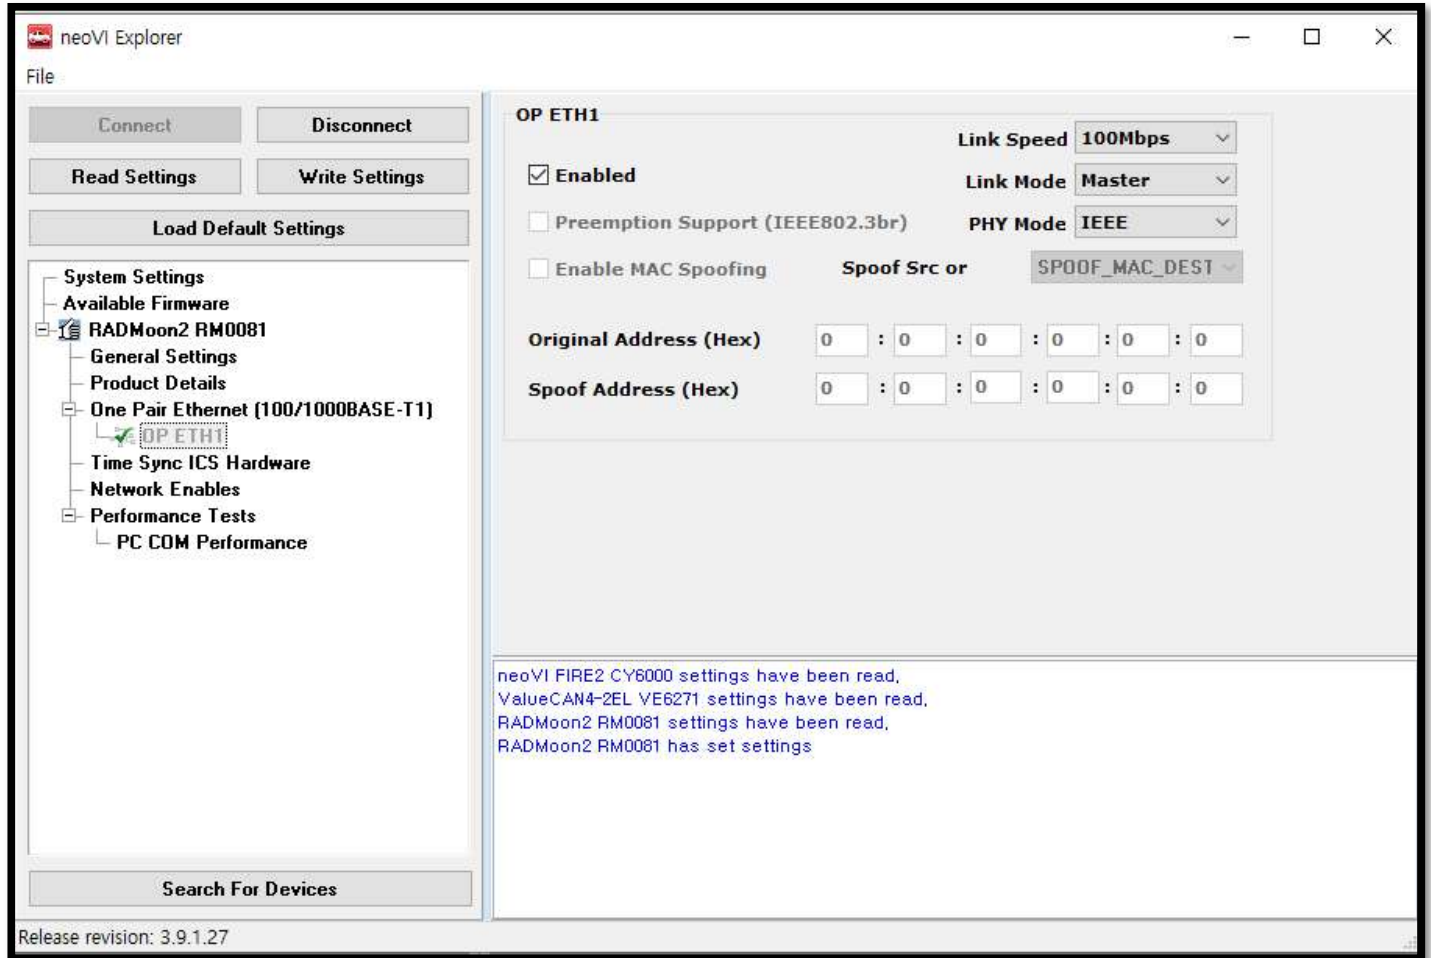 neoVI Explorer
File
Connect
Disconnect
Read Settings
Write Settings
Load Default Settings
System Settings
Available Firmware
RADMoon2 RM0081
General Settings
Product Details
One Pair Ethernet (100/1000BASE-T1)
OP ETH1
Time Sync ICS Hardware
Network Enables
Performance Tests
PC COM Performance
Search For Devices
OP ETH1
Link Speed 100Mbps
Enabled
Link Mode Master
Preemption Support (IEEE802.3br)
PHY Mode IEEE
Enable MAC Spoofing
Spoof Src or SPOOF_MAC_DEST
Original Address (Hex) 0 : 0 : 0 : 0 : 0 : 0
Spoof Address (Hex) 0 : 0 : 0 : 0 : 0 : 0
neoVI FIRE2 CY6000 settings have been read,
ValueCAN4-2EL VE6271 settings have been read,
RADMoon2 RM0081 settings have been read,
RADMoon2 RM0081 has set settings
Release revision: 3.9.1.27